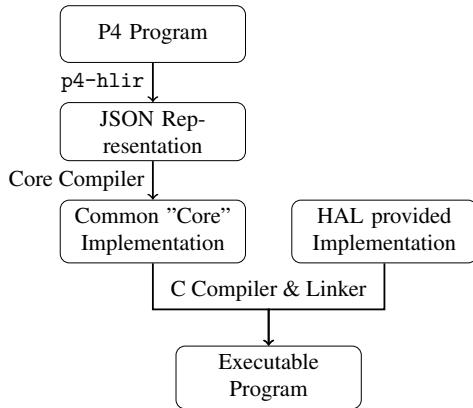 P4 Program
p4-hlir
JSON Rep-
resentation
Core Compiler
Common ”Core”
Implementation
HAL provided
Implementation
C Compiler & Linker
Executable
Program